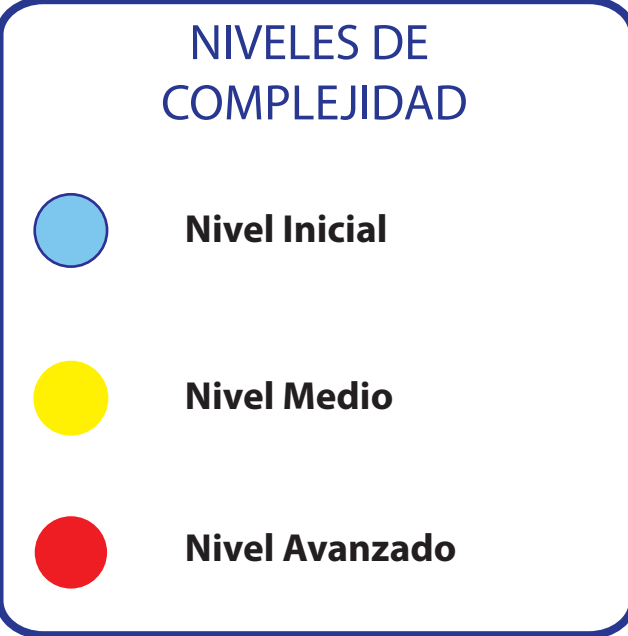 NIVELES DE
COMPLEJIDAD
Nivel Inicial
Nivel Medio
Nivel Avanzado